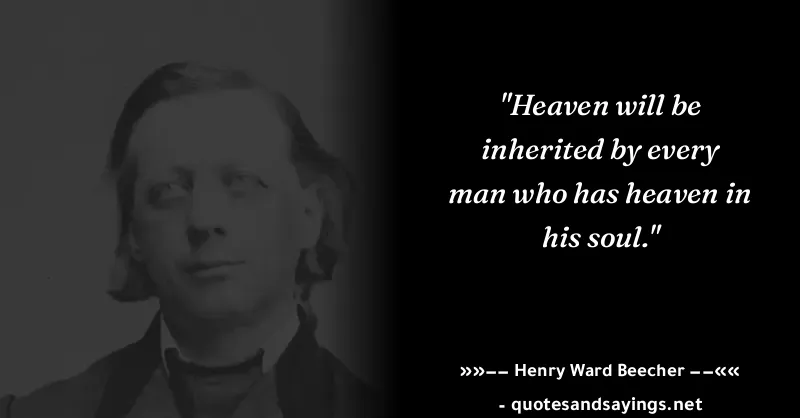 "Heaven will be
inherited by every
man who has heaven in
his soul."
»»−− Henry Ward Beecher −−««
- quotesandsayings.net